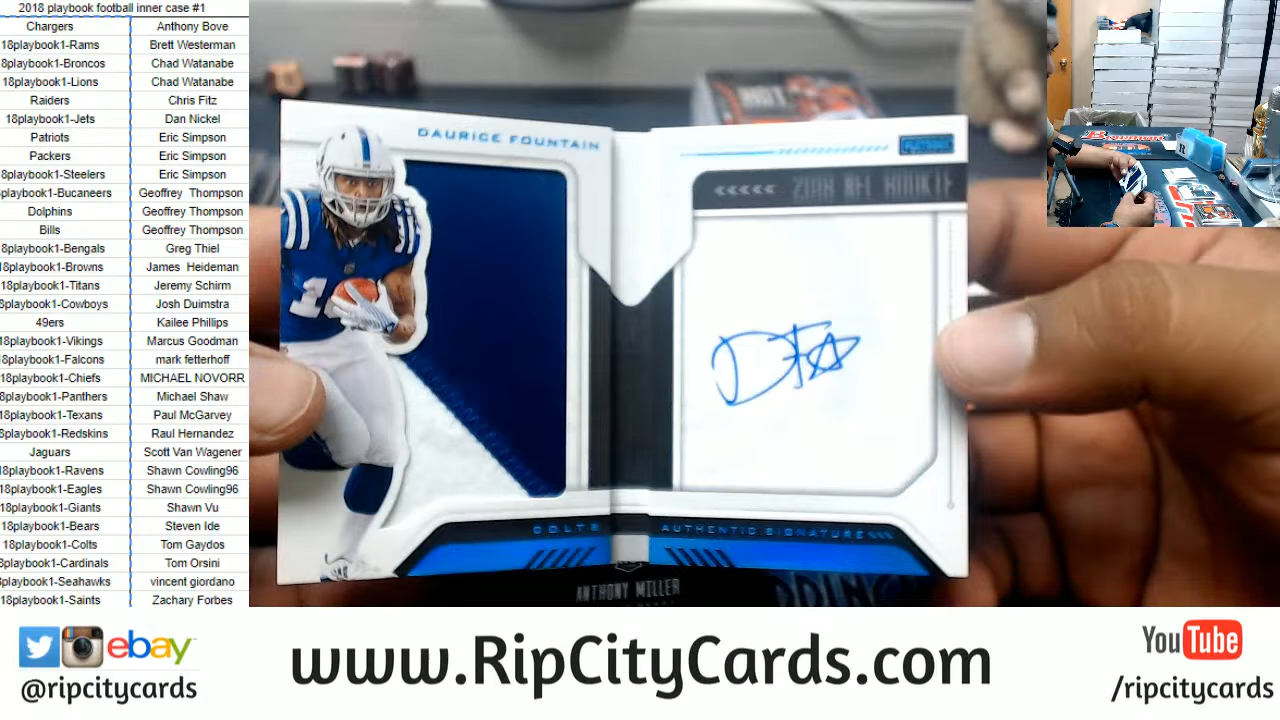 2018 playbook football inner case #1
Chargers Anthony Bove
18playbook1-Rams Brett Westerman
8playbook1-Broncos Chad Watanabe
18playbook1-Lions Chad Watanabe
Raiders Chris Fitz
18playbook1-Jets Dan Nickel
Patriots Eric Simpson
Packers Eric Simpson
8playbook1-Steelers Eric Simpson
playbook1-Bucaneers Geoffrey Thompson
Dolphins Geoffrey Thompson
Bills Geoffrey Thompson
8playbook1-Bengals Greg Thiel
18playbook1-Browns James Heideman
18playbook1-Titans Jeremy Schirm
8playbook1-Cowboys Josh Duimstra
49ers Kailee Phillips
18playbook1-Vikings Marcus Goodman
18playbook1-Falcons mark fetterhoff
18playbook1-Chiefs MICHAEL NOVORR
8playbook1-Panthers Michael Shaw
18playbook1-Texans Paul McGarvey
8playbook1-Redskins Raul Hernandez
Jaguars Scott Van Wagener
8playbook1-Ravens Shawn Cowling96
18playbook1-Eagles Shawn Cowling96
18playbook1-Giants Shawn Vu
18playbook1-Bears Steven Ide
18playbook1-Colts Tom Gaydos
8playbook1-Cardinals Tom Orsini
playbook1-Seahawks vincent giordano
18playbook1-Saints Zachary Forbes
DAURICE FOUNTAIN
PLAYBOOK
2018 NFL ROOKIE
COLTS
AUTHENTIC SIGNATURE
ANTHONY MILLER
ebay
@ripcitycards
www.RipCityCards.com
YouTube
/ripcitycards